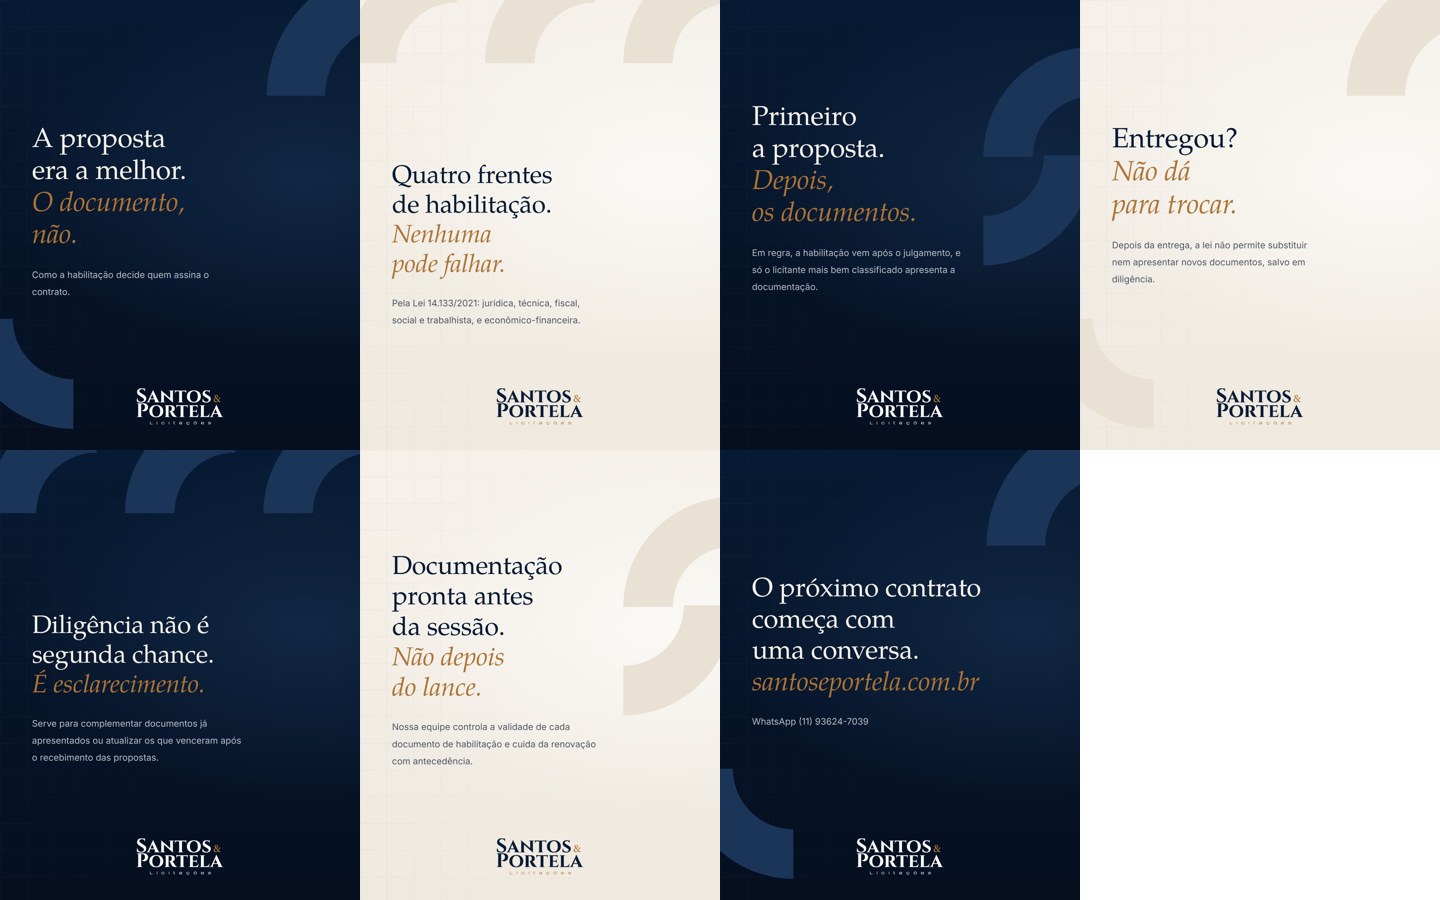 A proposta
era a melhor.
O documento,
não.
Como a habilitação decide quem assina o
contrato.
SANTOS &
PORTELA
Licitações
Quatro frentes
de habilitação.
Nenhuma
pode falhar.
Pela Lei 14.133/2021: jurídica, técnica, fiscal,
social e trabalhista, e econômico-financeira.
SANTOS &
PORTELA
Licitações
Primeiro
a proposta.
Depois,
os documentos.
Em regra, a habilitação vem após o julgamento, e
só o licitante mais bem classificado apresenta a
documentação.
SANTOS &
PORTELA
Licitações
Entregou?
Não dá
para trocar.
Depois da entrega, a lei não permite substituir
nem apresentar novos documentos, salvo em
diligência.
SANTOS &
PORTELA
Licitações
Diligência não é
segunda chance.
É esclarecimento.
Serve para complementar documentos já
apresentados ou atualizar os que venceram após
o recebimento das propostas.
SANTOS &
PORTELA
Licitações
Documentação
pronta antes
da sessão.
Não depois
do lance.
Nossa equipe controla a validade de cada
documento de habilitação e cuida da renovação
com antecedência.
SANTOS &
PORTELA
Licitações
O próximo contrato
começa com
uma conversa.
santoseportela.com.br
WhatsApp (11) 93624-7039
SANTOS &
PORTELA
Licitações